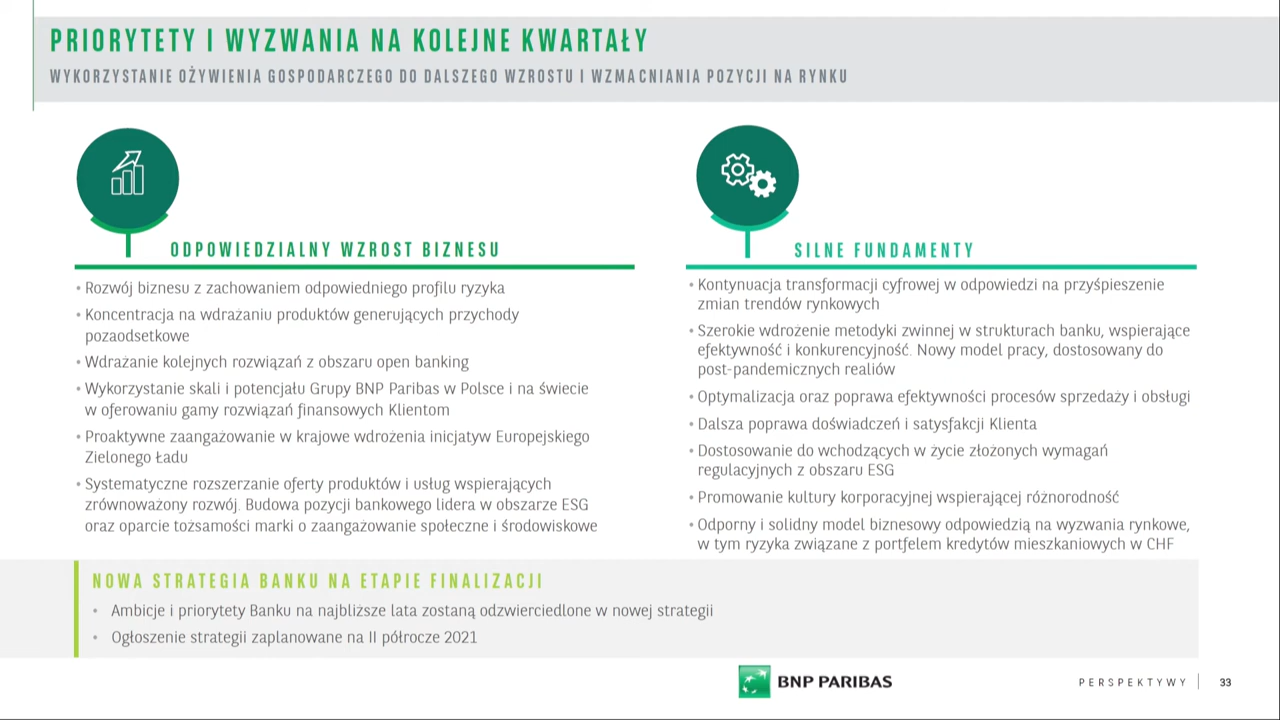 PRIORYTETY I WYZWANIA NA KOLEJNE KWARTAŁY
WYKORZYSTANIE OŻYWIENIA GOSPODARCZEGO DO DALSZEGO WZROSTU I WZMACNIANIA POZYCJI NA RYNKU
ODPOWIEDZIALNY WZROST BIZNESU
• Rozwój biznesu z zachowaniem odpowiedniego profilu ryzyka
• Koncentracja na wdrażaniu produktów generujących przychody
pozaodsetkowe
• Wdrażanie kolejnych rozwiązań z obszaru open banking
• Wykorzystanie skali i potencjału Grupy BNP Paribas w Polsce i na świecie
w oferowaniu gamy rozwiązań finansowych Klientom
• Proaktywne zaangażowanie w krajowe wdrożenia inicjatyw Europejskiego
Zielonego Ładu
• Systematyczne rozszerzanie oferty produktów i usług wspierających
zrównoważony rozwój. Budowa pozycji bankowego lidera w obszarze ESG
oraz oparcie tożsamości marki o zaangażowanie społeczne i środowiskowe
SILNE FUNDAMENTY
• Kontynuacja transformacji cyfrowej w odpowiedzi na przyśpieszenie
zmian trendów rynkowych
• Szerokie wdrożenie metodyki zwinnej w strukturach banku, wspierające
efektywność i konkurencyjność. Nowy model pracy, dostosowany do
post-pandemicznych realiów
• Optymalizacja oraz poprawa efektywności procesów sprzedaży i obsługi
• Dalsza poprawa doświadczeń i satysfakcji Klienta
• Dostosowanie do wchodzących w życie złożonych wymagań
regulacyjnych z obszaru ESG
• Promowanie kultury korporacyjnej wspierającej różnorodność
• Odporny i solidny model biznesowy odpowiedzią na wyzwania rynkowe,
w tym ryzyka związane z portfelem kredytów mieszkaniowych w CHF
NOWA STRATEGIA BANKU NA ETAPIE FINALIZACJI
• Ambicje i priorytety Banku na najbliższe lata zostaną odzwierciedlone w nowej strategii
• Ogłoszenie strategii zaplanowane na II półrocze 2021
BNP PARIBAS
PERSPEKTYWY
33